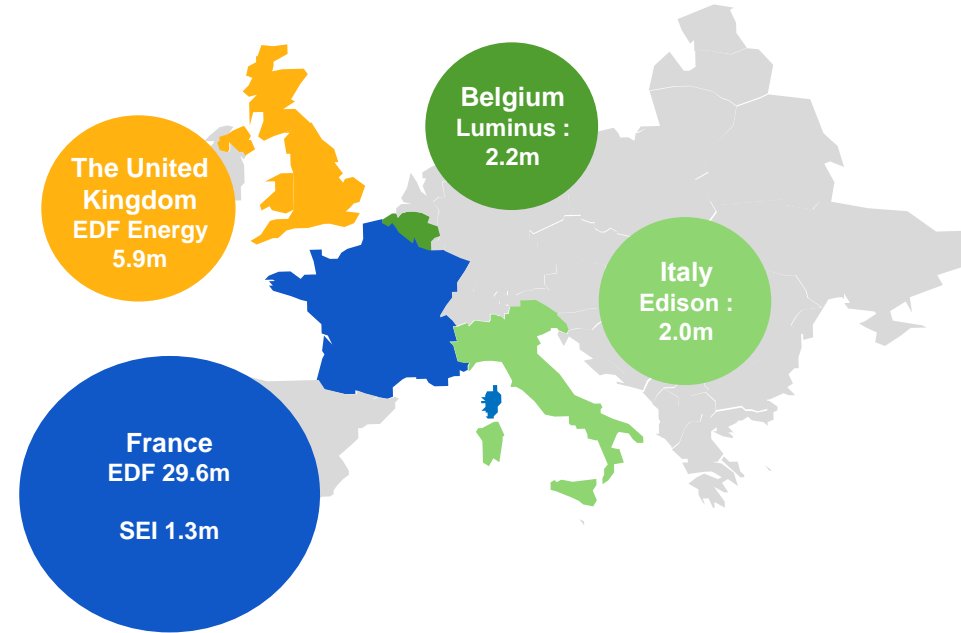 The United
Kingdom
EDF Energy
5.9m
Belgium
Luminus :
2.2m
Italy
Edison :
2.0m
France
EDF 29.6m
SEI 1.3m